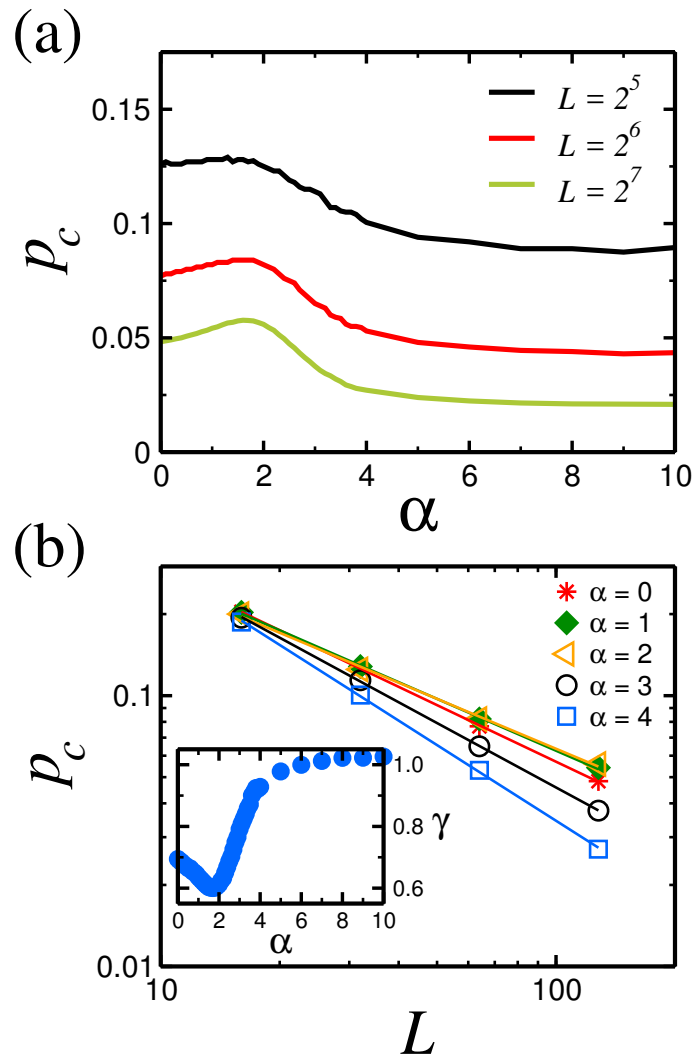 (a)
0.15
0.1
0.05
0
p_c
L = 2^5
L = 2^6
L = 2^7
0 2 4 6 8 10
α
(b)
p_c
0.1
0.01
α = 0
α = 1
α = 2
α = 3
α = 4
1.0
0.8
0.6
γ
0 2 4 6 8 10
α
10 100
L